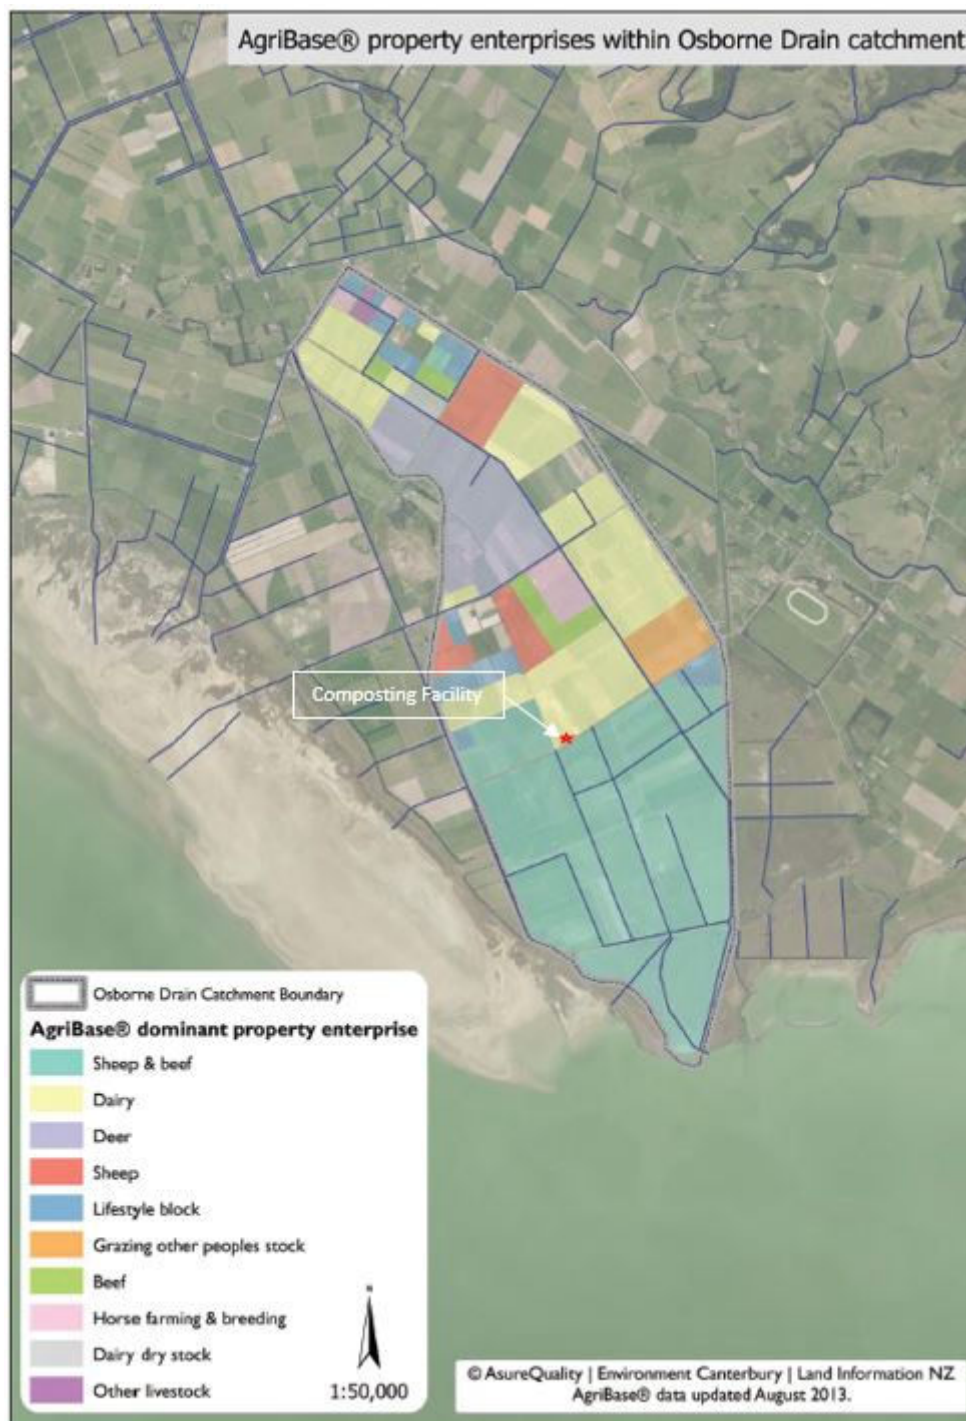 AgriBase® property enterprises within Osborne Drain catchment
Composting Facility
Osborne Drain Catchment Boundary
AgriBase® dominant property enterprise
Sheep & beef
Dairy
Deer
Sheep
Lifestyle block
Grazing other peoples stock
Beef
Horse farming & breeding
Dairy dry stock
Other livestock
N
1:50,000
© AsureQuality | Environment Canterbury | Land Information NZ
AgriBase® data updated August 2013.